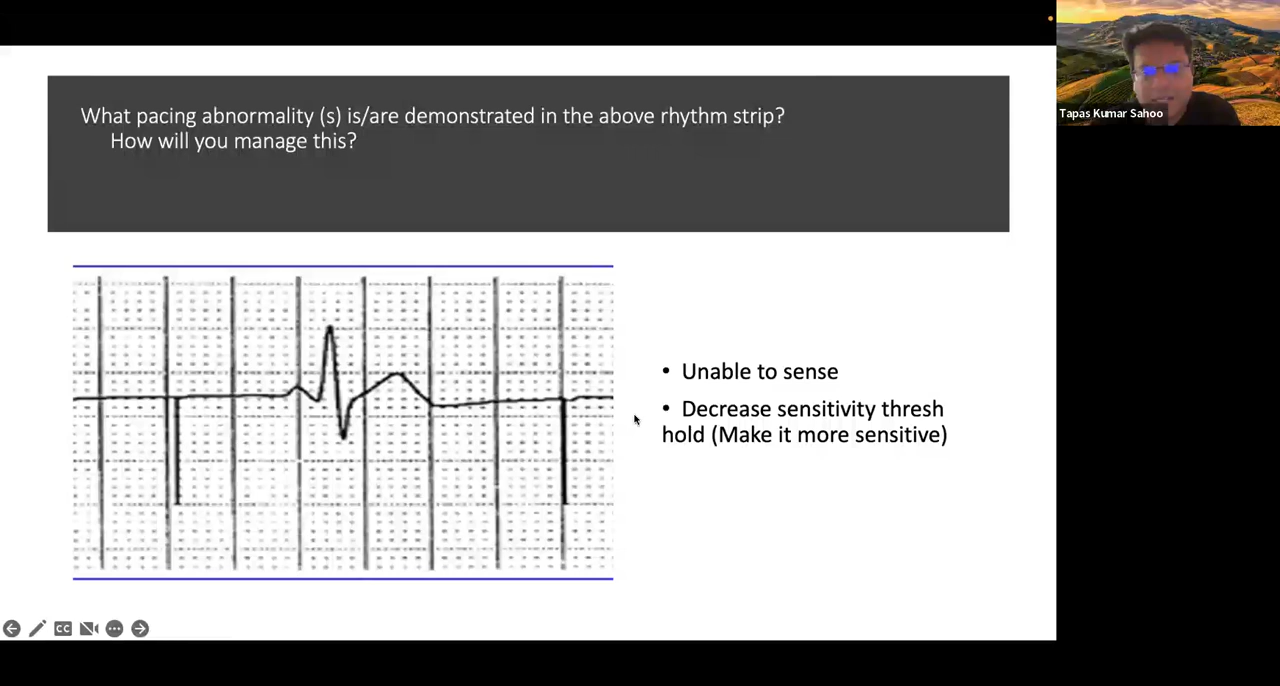 What pacing abnormality (s) is/are demonstrated in the above rhythm strip?
How will you manage this?
Tapas Kumar Sahoo
• Unable to sense
• Decrease sensitivity thresh
hold (Make it more sensitive)
CC